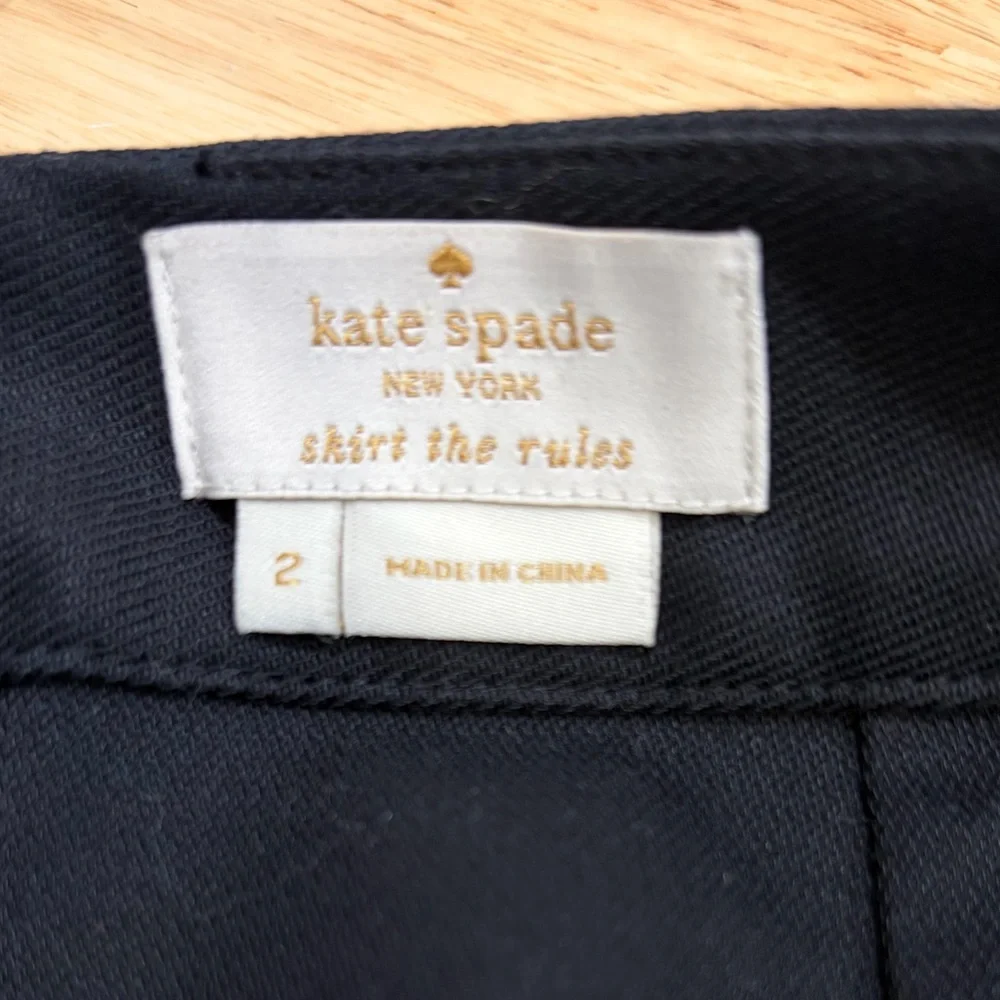 kate spade
NEW YORK
skirt the rules
2
MADE IN CHINA